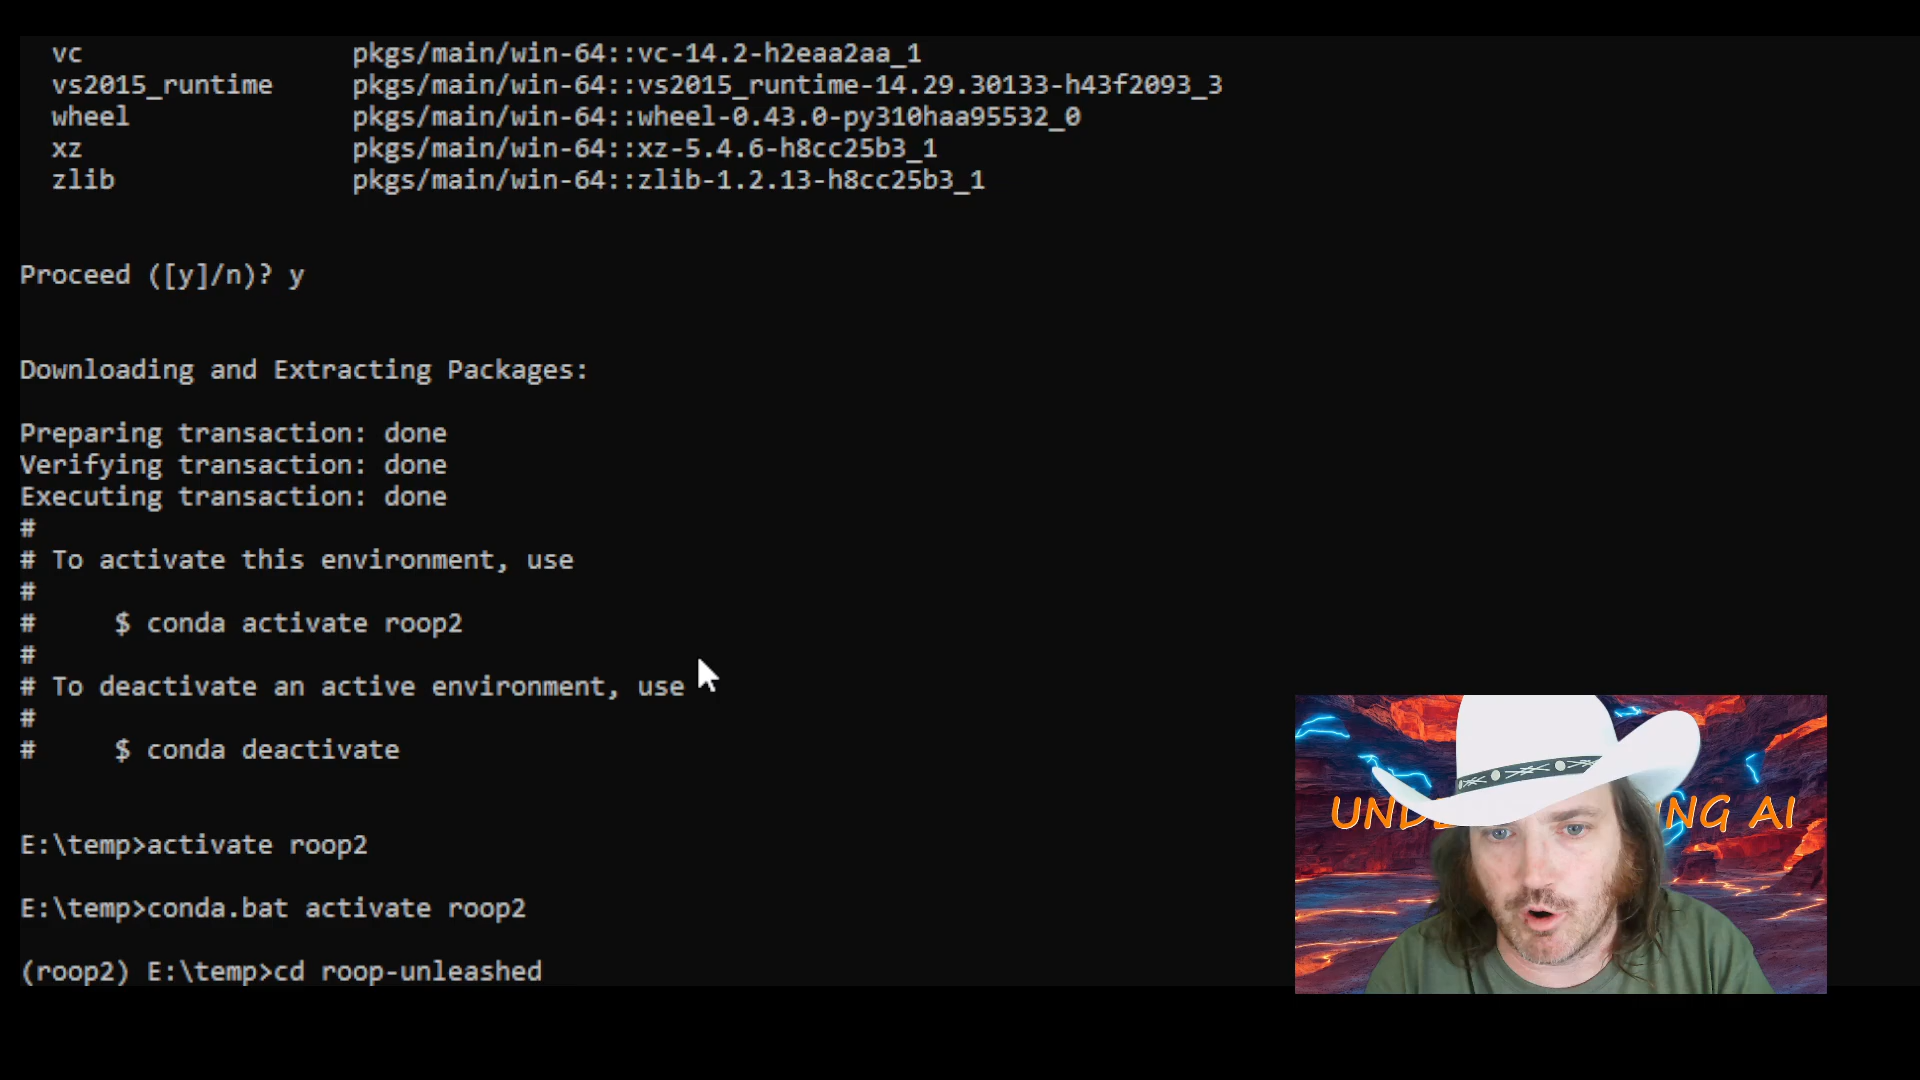 vc pkgs/main/win-64::vc-14.2-h2eaa2aa_1
vs2015_runtime pkgs/main/win-64::vs2015_runtime-14.29.30133-h43f2093_3
wheel pkgs/main/win-64::wheel-0.43.0-py310haa95532_0
xz pkgs/main/win-64::xz-5.4.6-h8cc25b3_1
zlib pkgs/main/win-64::zlib-1.2.13-h8cc25b3_1
Proceed ([y]/n)? y
Downloading and Extracting Packages:
Preparing transaction: done
Verifying transaction: done
Executing transaction: done
#
# To activate this environment, use
#
# $ conda activate roop2
#
# To deactivate an active environment, use
#
# $ conda deactivate
E:\temp>activate roop2
E:\temp>conda.bat activate roop2
(roop2) E:\temp>cd roop-unleashed
UND ING AI